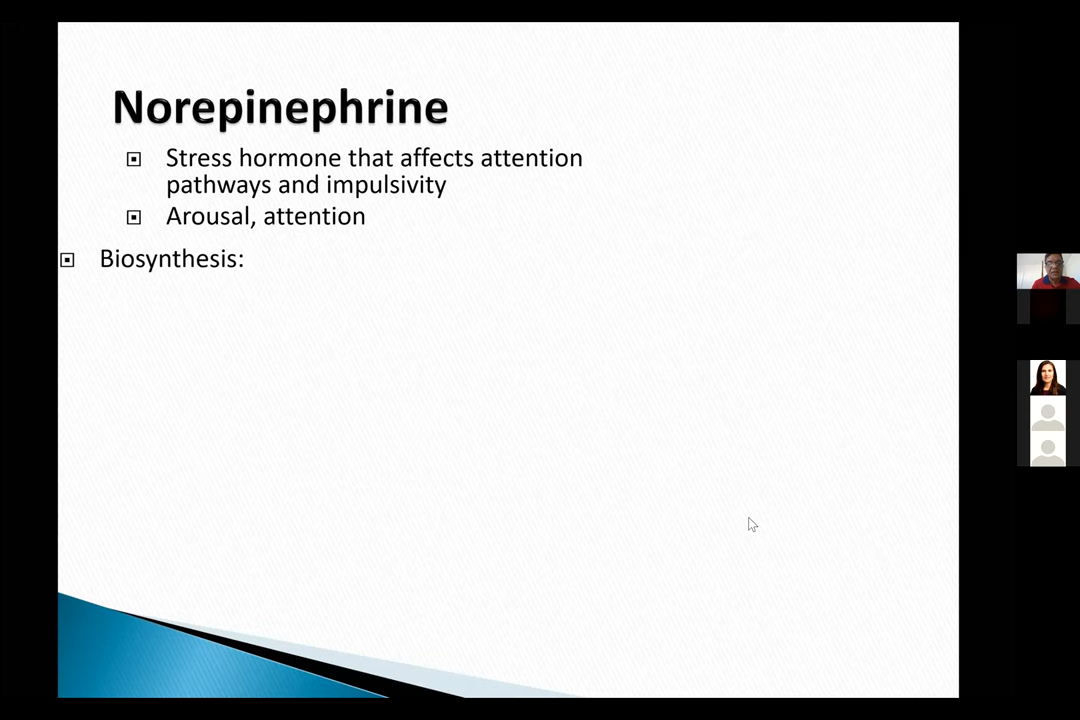 Norepinephrine
Stress hormone that affects attention
pathways and impulsivity
Arousal, attention
Biosynthesis: